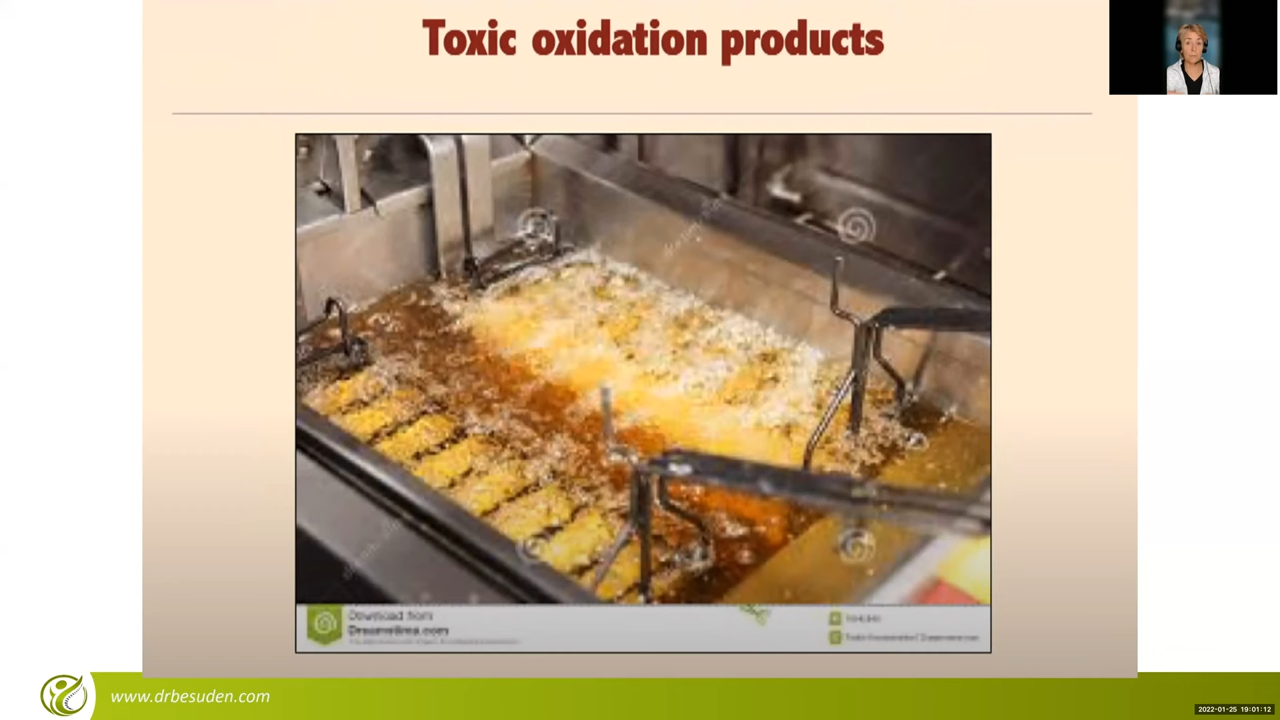 Toxic oxidation products
Download from
Dreamstime.com
www.drbesuden.com
2022-01-25 19:01:12